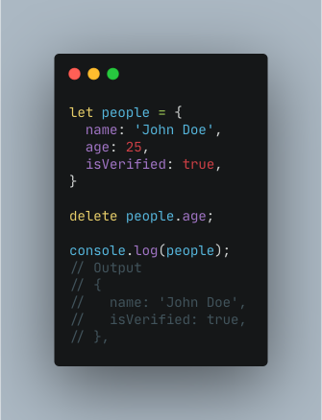 let people = {
  name: 'John Doe',
  age: 25,
  isVerified: true,
}

delete people.age;

console.log(people);
// Output
// {
//   name: 'John Doe',
//   isVerified: true,
// },